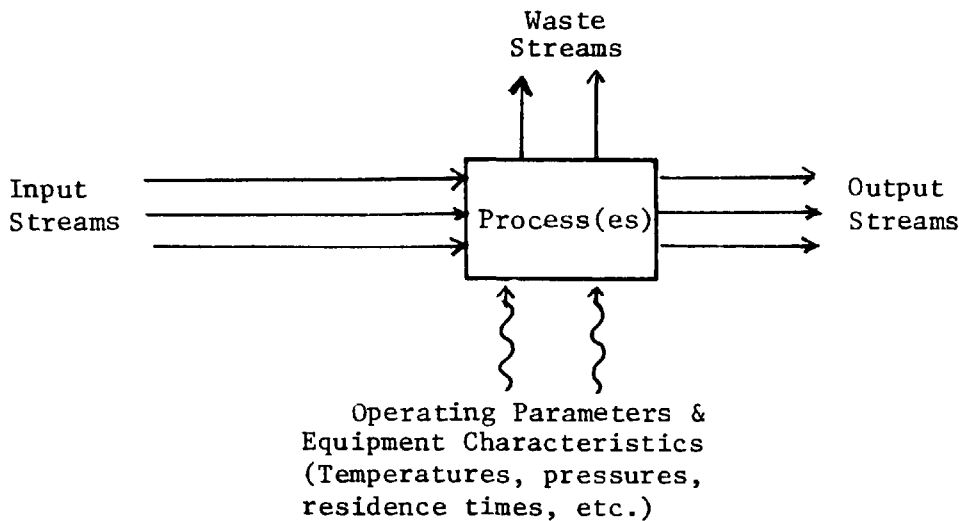 Waste
Streams
Input
Streams
Process(es)
Output
Streams
Operating Parameters &
Equipment Characteristics
(Temperatures, pressures,
residence times, etc.)